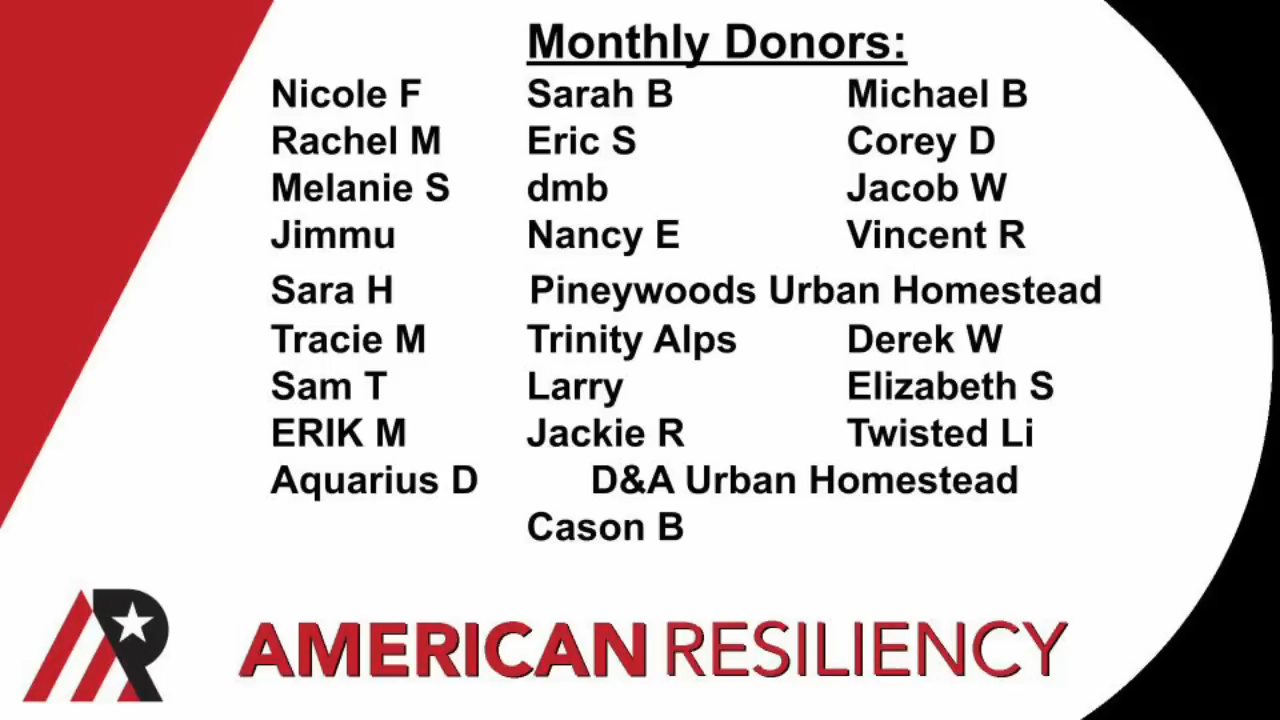 Monthly Donors:
Nicole F Sarah B Michael B
Rachel M Eric S Corey D
Melanie S dmb Jacob W
Jimmu Nancy E Vincent R
Sara H Pineywoods Urban Homestead
Tracie M Trinity Alps Derek W
Sam T Larry Elizabeth S
ERIK M Jackie R Twisted Li
Aquarius D D&A Urban Homestead
Cason B
AR AMERICAN RESILIENCY